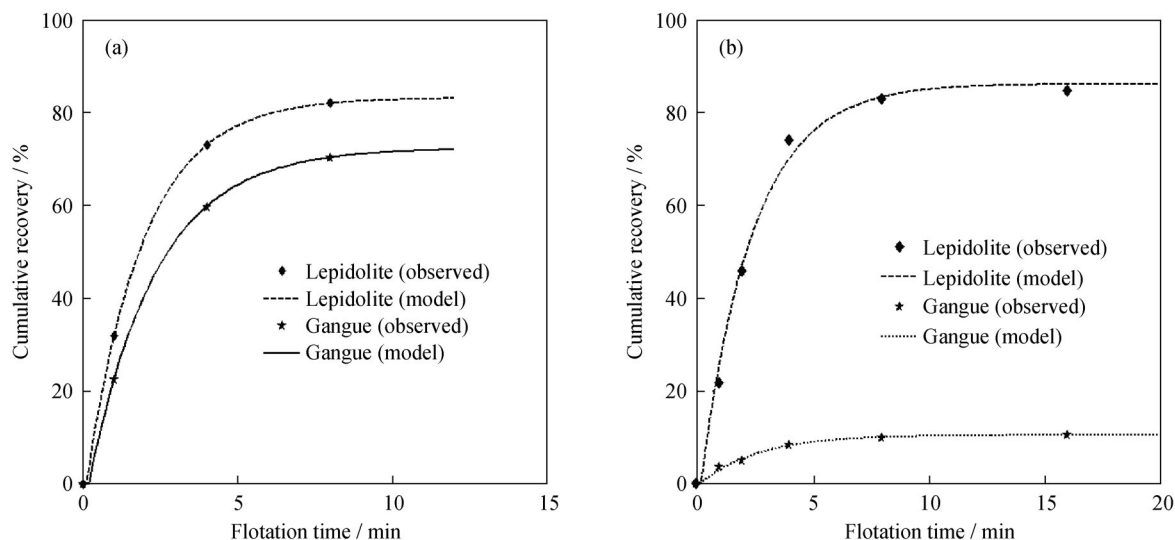 100
80
60
40
20
0
Cumulative recovery / %
(a)
Lepidolite (observed)
Lepidolite (model)
Gangue (observed)
Gangue (model)
0
5
10
15
Flotation time / min
100
80
60
40
20
0
Cumulative recovery / %
(b)
Lepidolite (observed)
Lepidolite (model)
Gangue (observed)
Gangue (model)
0
5
10
15
20
Flotation time / min